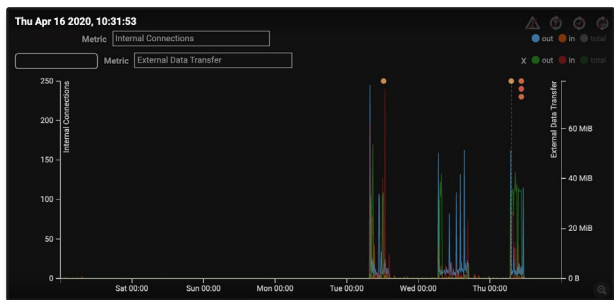 Thu Apr 16 2020, 10:31:53
Metric Internal Connections
out in total
Metric External Data Transfer
X out in total
250
200
150
100
50
0
Internal Connections
External Data Transfer
60 MiB
40 MiB
20 MiB
0 B
Sat 00:00 Sun 00:00 Mon 00:00 Tue 00:00 Wed 00:00 Thu 00:00